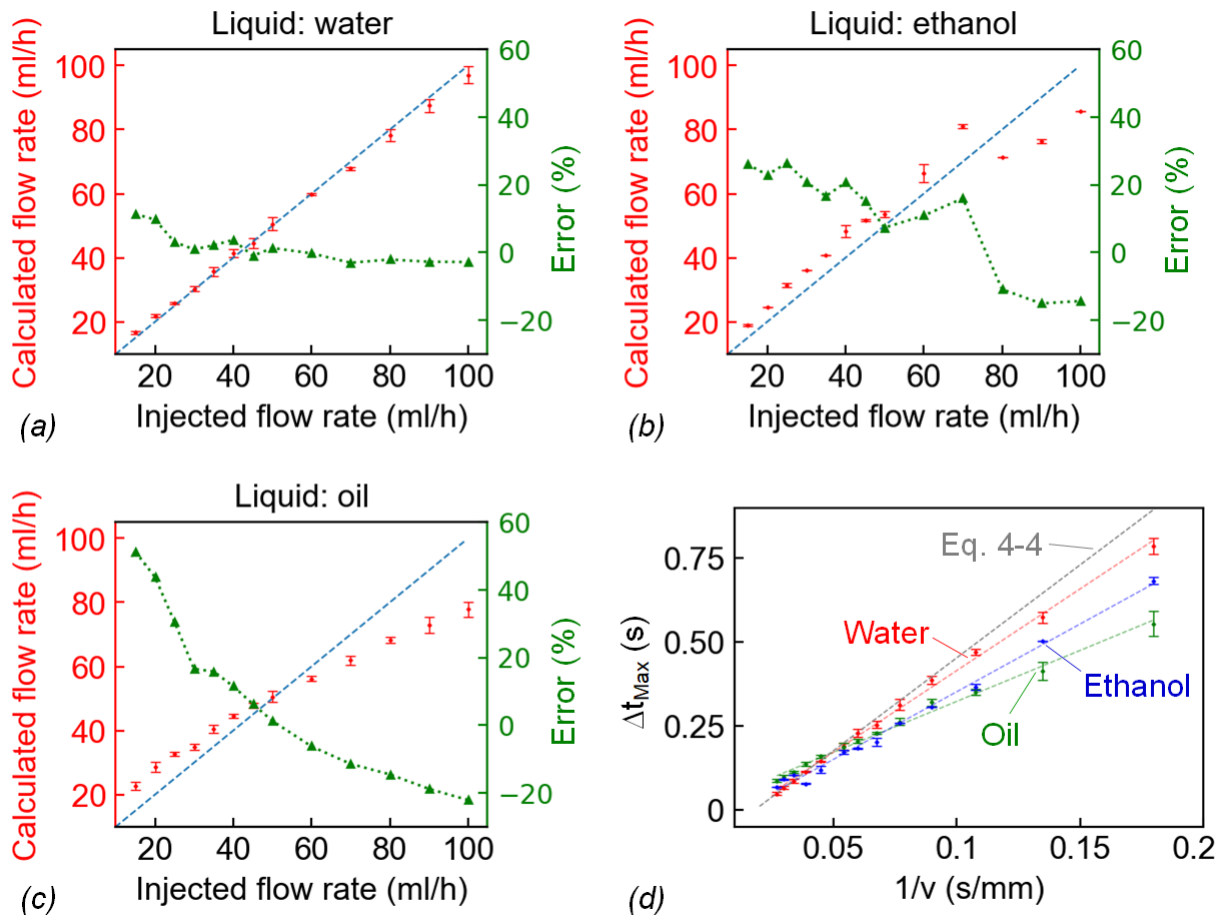 Liquid: water
Calculated flow rate (ml/h)
100
80
60
40
20
60
40
20
0
−20
Error (%)
20 40 60 80 100
Injected flow rate (ml/h)
(a)
Liquid: ethanol
Calculated flow rate (ml/h)
100
80
60
40
20
60
40
20
0
−20
Error (%)
20 40 60 80 100
Injected flow rate (ml/h)
(b)
Liquid: oil
Calculated flow rate (ml/h)
100
80
60
40
20
60
40
20
0
−20
Error (%)
20 40 60 80 100
Injected flow rate (ml/h)
(c)
ΔtMax (s)
0.75
0.50
0.25
0
Eq. 4-4
Water
Ethanol
Oil
0.05 0.1 0.15 0.2
1/v (s/mm)
(d)